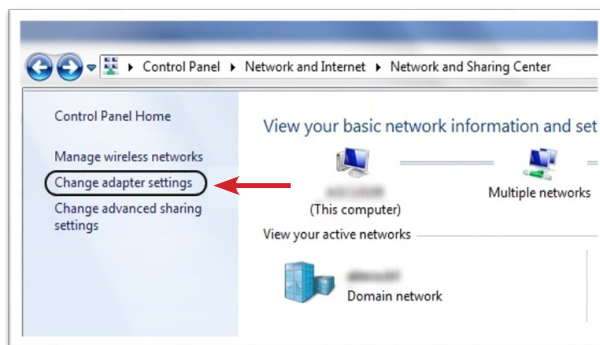 Control Panel ▸ Network and Internet ▸ Network and Sharing Center
Control Panel Home
Manage wireless networks
Change adapter settings
Change advanced sharing
settings
View your basic network information and set
(This computer)
Multiple networks
View your active networks
Domain network